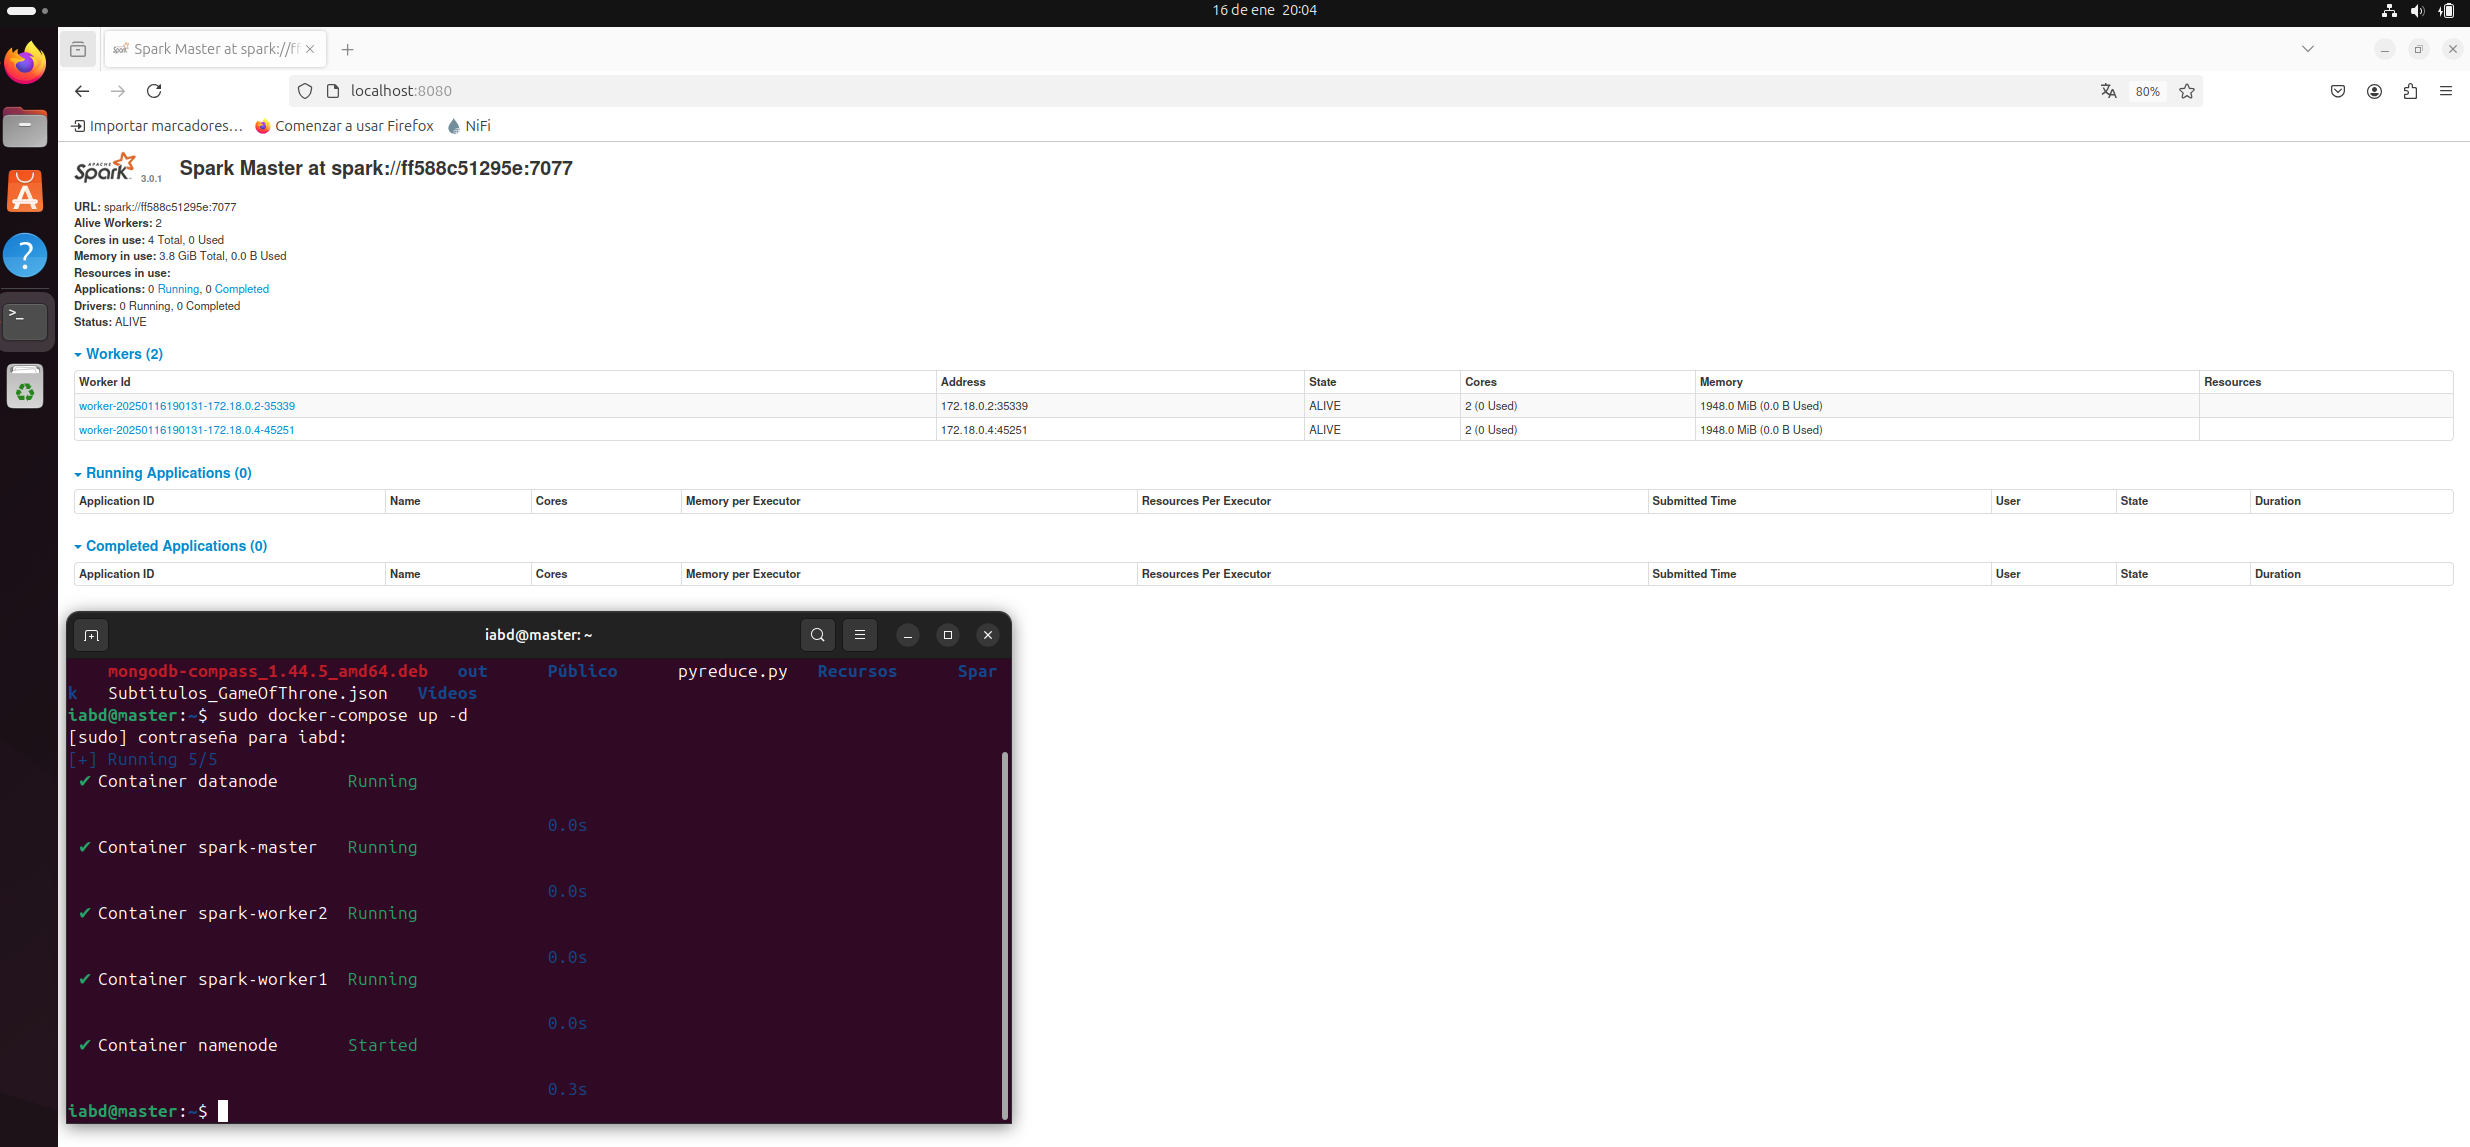 16 de ene 20:04
Spark Master at spark://ff
localhost:8080
80%
Importar marcadores... Comenzar a usar Firefox NiFi
APACHE Spark 3.0.1 Spark Master at spark://ff588c51295e:7077
URL: spark://ff588c51295e:7077
Alive Workers: 2
Cores in use: 4 Total, 0 Used
Memory in use: 3.8 GiB Total, 0.0 B Used
Resources in use:
Applications: 0 Running, 0 Completed
Drivers: 0 Running, 0 Completed
Status: ALIVE
Workers (2)
Worker Id Address State Cores Memory Resources
worker-20250116190131-172.18.0.2-35339 172.18.0.2:35339 ALIVE 2 (0 Used) 1948.0 MiB (0.0 B Used)
worker-20250116190131-172.18.0.4-45251 172.18.0.4:45251 ALIVE 2 (0 Used) 1948.0 MiB (0.0 B Used)
Running Applications (0)
Application ID Name Cores Memory per Executor Resources Per Executor Submitted Time User State Duration
Completed Applications (0)
Application ID Name Cores Memory per Executor Resources Per Executor Submitted Time User State Duration
iabd@master: ~
mongodb-compass_1.44.5_amd64.deb out Público pyreduce.py Recursos Spar
k Subtitulos_GameOfThrone.json Vídeos
iabd@master:~$ sudo docker-compose up -d
[sudo] contraseña para iabd:
[+] Running 5/5
✔ Container datanode Running
0.0s
✔ Container spark-master Running
0.0s
✔ Container spark-worker2 Running
0.0s
✔ Container spark-worker1 Running
0.0s
✔ Container namenode Started
0.3s
iabd@master:~$